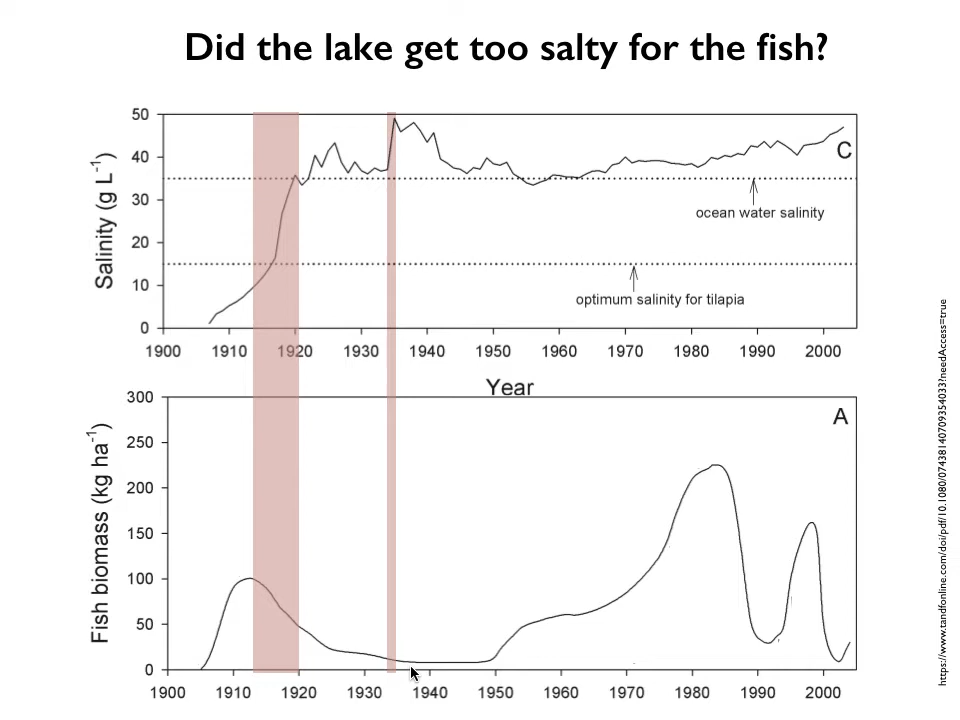 Did the lake get too salty for the fish?
50
40
30
20
10
0
Salinity (g L-1)
C
ocean water salinity
optimum salinity for tilapia
1900 1910 1920 1930 1940 1950 1960 1970 1980 1990 2000
Year
300
250
200
150
100
50
0
Fish biomass (kg ha-1)
A
1900 1910 1920 1930 1940 1950 1960 1970 1980 1990 2000
https://www.tandfonline.com/doi/pdf/10.1080/07438140709354033?needAccess=true